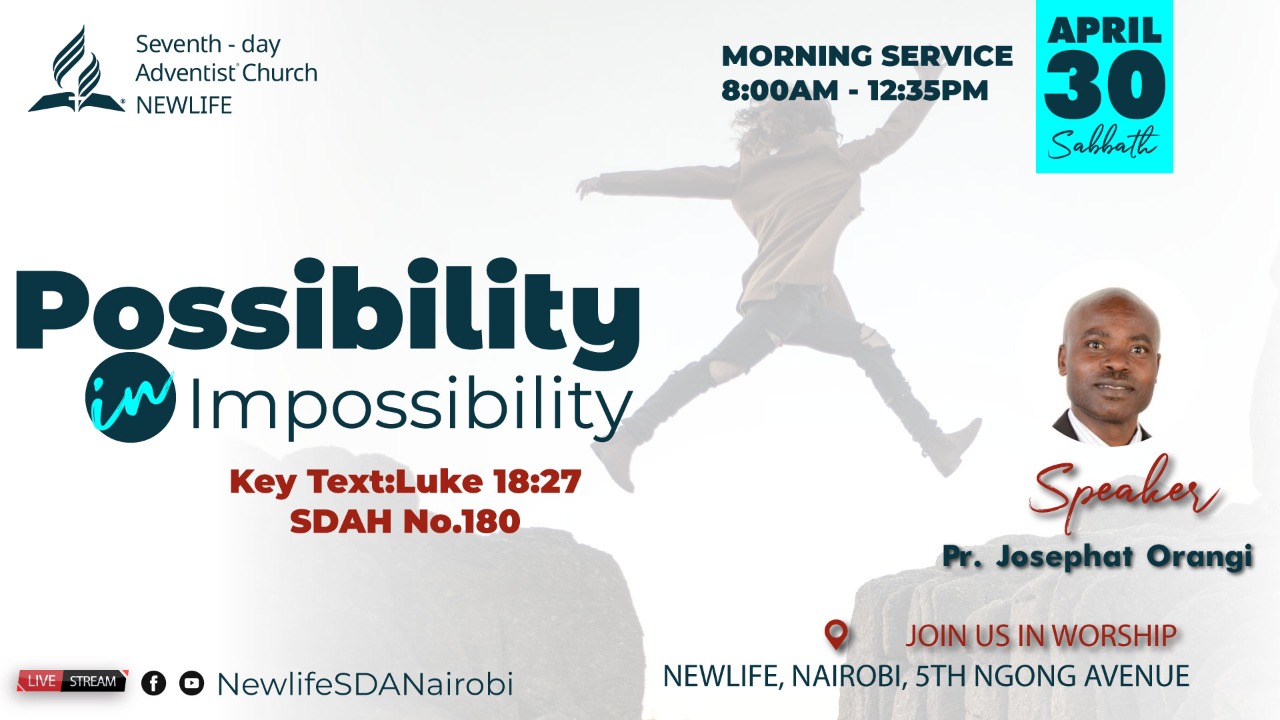 Seventh - day
Adventist® Church
NEWLIFE
MORNING SERVICE
8:00AM - 12:35PM
APRIL
30
Sabbath
Possibility
in Impossibility
Key Text:Luke 18:27
SDAH No.180
Speaker
Pr. Josephat Orangi
JOIN US IN WORSHIP
NEWLIFE, NAIROBI, 5TH NGONG AVENUE
LIVE STREAM NewlifeSDANairobi